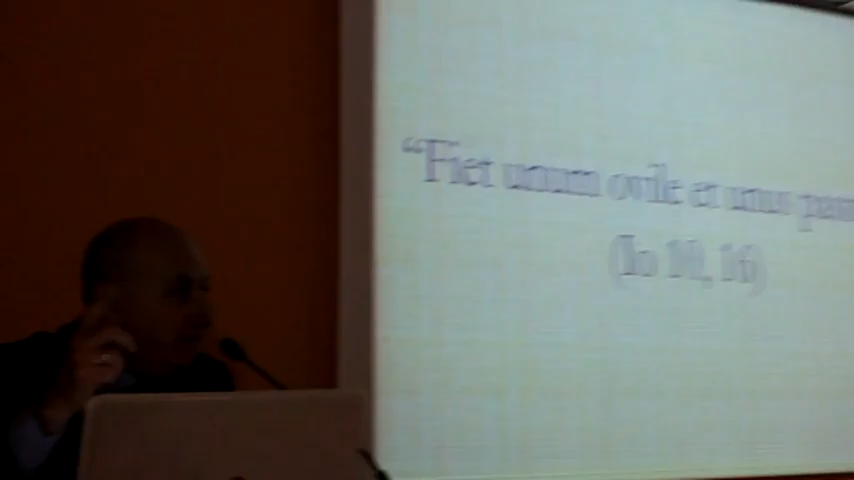 “Fiet unum ovile et unus
(Io 10, 16)